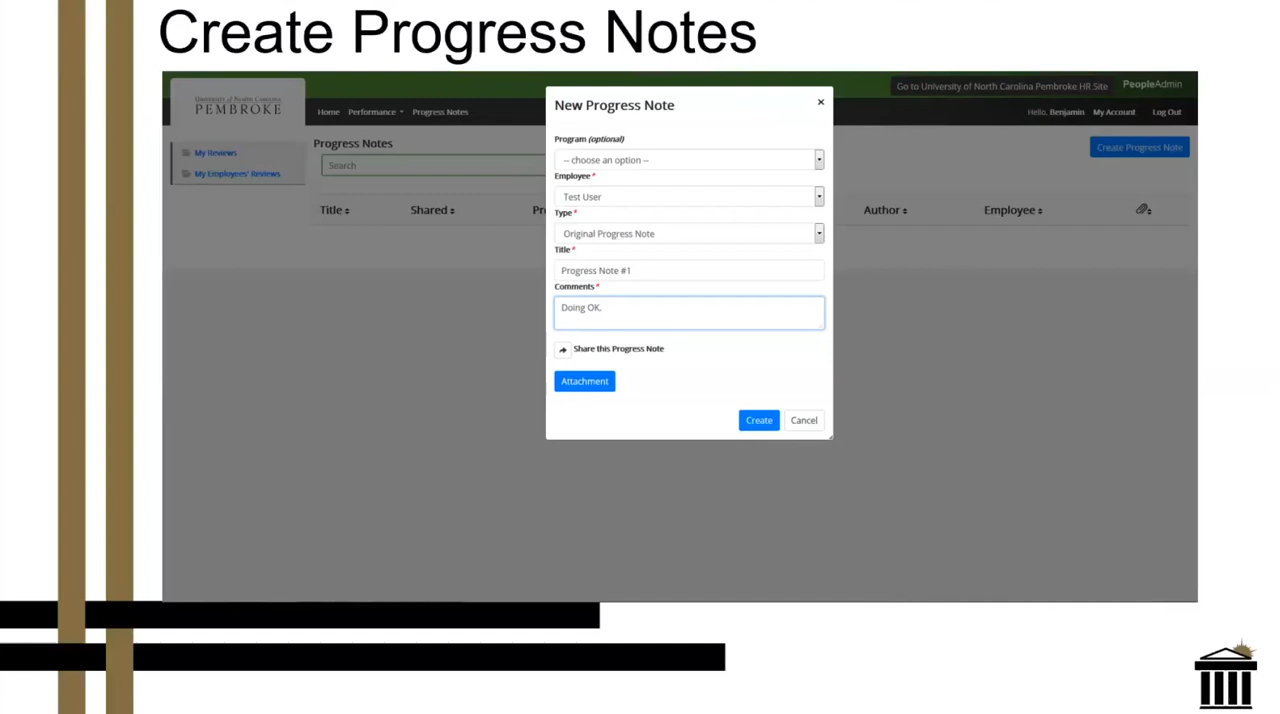 Create Progress Notes
University of North Carolina
PEMBROKE
Go to University of North Carolina Pembroke HR Site
PeopleAdmin
Home Performance Progress Notes
Hello, Benjamin My Account Log Out
My Reviews
My Employees' Reviews
Progress Notes
Search
Create Progress Note
Title Shared Pr Author Employee
New Progress Note ×
Program (optional)
-- choose an option --
Employee *
Test User
Type *
Original Progress Note
Title *
Progress Note #1
Comments *
Doing OK.
Share this Progress Note
Attachment
Create Cancel